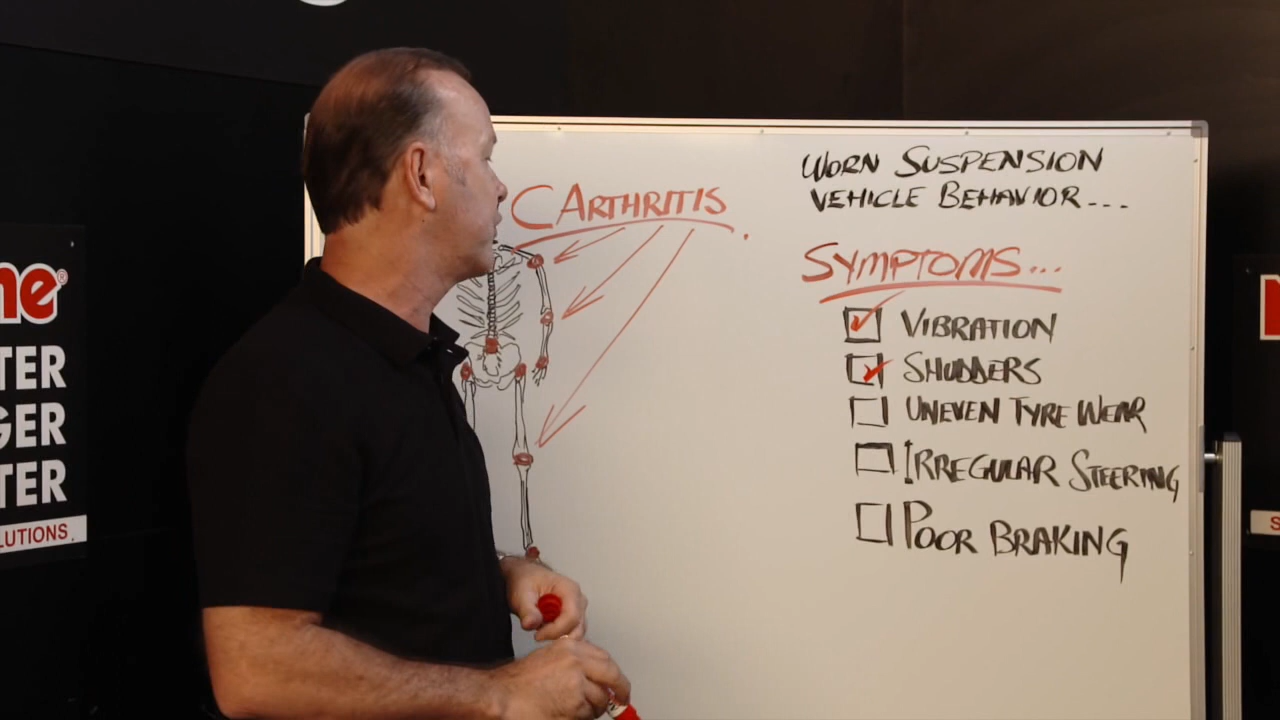 CARTHRITIS
WORN SUSPENSION
VEHICLE BEHAVIOR...
SYMPTOMS...
VIBRATION
SHUDDERS
UNEVEN TYRE WEAR
IRREGULAR STEERING
POOR BRAKING
ne®
TER
GER
TER
LUTIONS